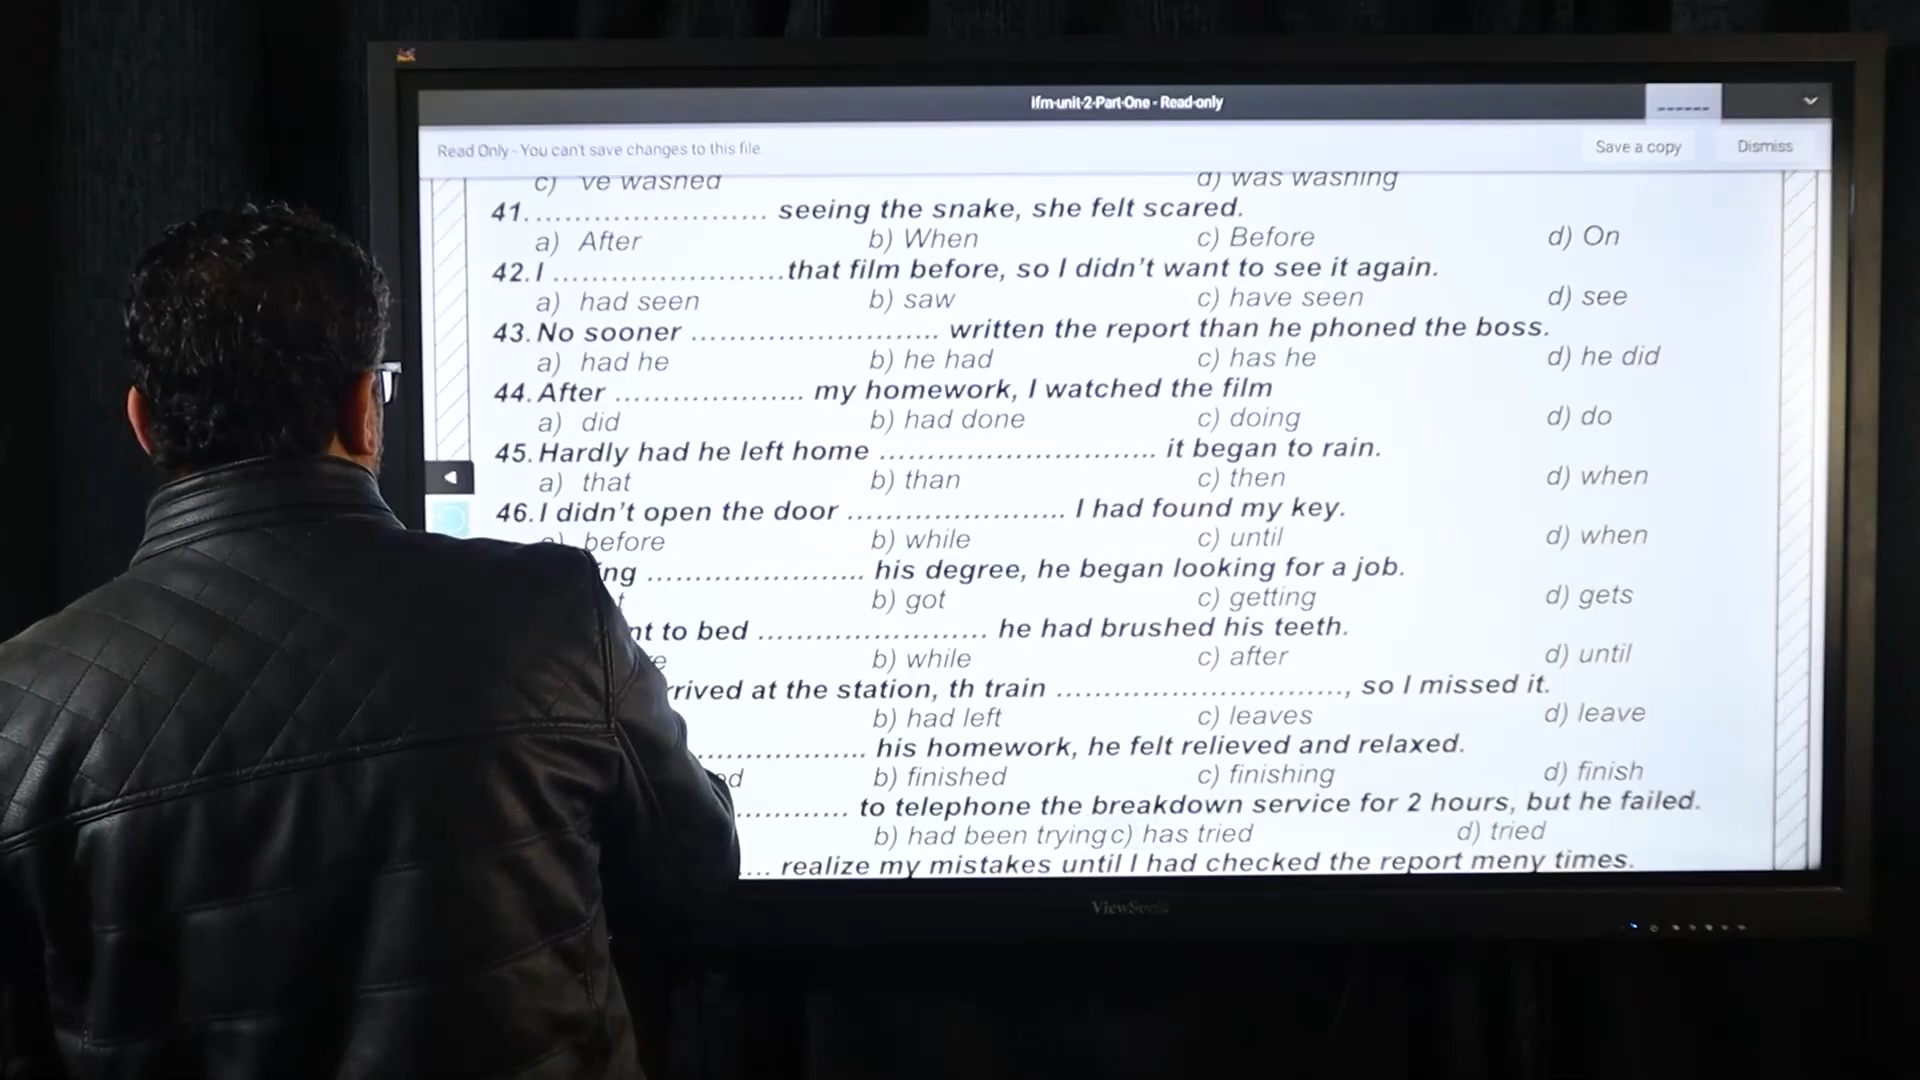 ifm-unit-2-Part-One - Read-only
Read Only - You can't save changes to this file.
Save a copy
Dismiss
c) 've washed d) was washing
41. ........................ seeing the snake, she felt scared.
a) After b) When c) Before d) On
42. I ........................ that film before, so I didn't want to see it again.
a) had seen b) saw c) have seen d) see
43. No sooner ........................ written the report than he phoned the boss.
a) had he b) he had c) has he d) he did
44. After ................... my homework, I watched the film
a) did b) had done c) doing d) do
45. Hardly had he left home ............................ it began to rain.
a) that b) than c) then d) when
46. I didn't open the door ...................... I had found my key.
a) before b) while c) until d) when
ing ...................... his degree, he began looking for a job.
b) got c) getting d) gets
nt to bed ....................... he had brushed his teeth.
b) while c) after d) until
rrived at the station, th train ............................., so I missed it.
b) had left c) leaves d) leave
................. his homework, he felt relieved and relaxed.
ed b) finished c) finishing d) finish
............ to telephone the breakdown service for 2 hours, but he failed.
b) had been trying c) has tried d) tried
.... realize my mistakes until I had checked the report meny times.
ViewSonic